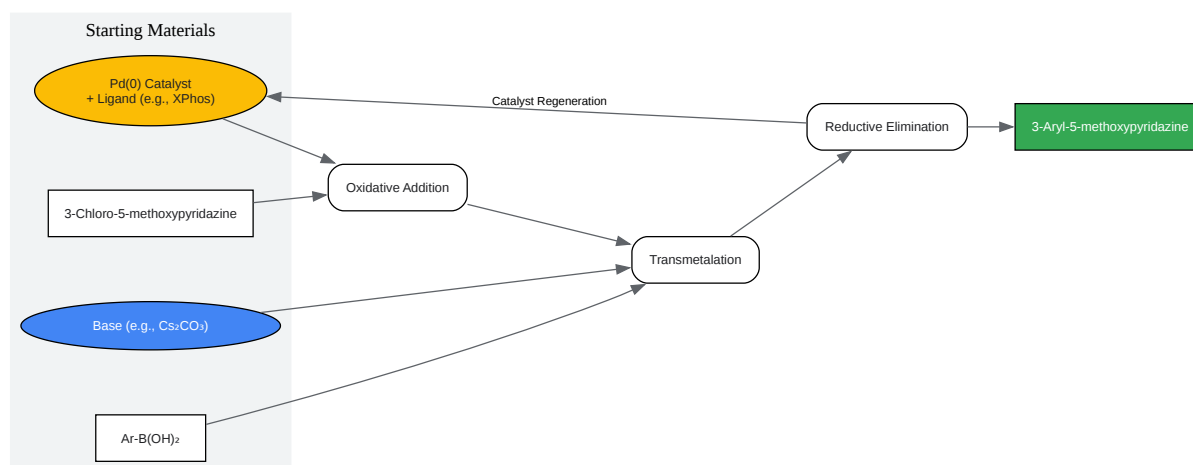 Starting Materials
Pd(0) Catalyst
+ Ligand (e.g., XPhos)
Catalyst Regeneration
Reductive Elimination
3-Aryl-5-methoxypyridazine
Oxidative Addition
3-Chloro-5-methoxypyridazine
Transmetalation
Base (e.g., Cs₂CO₃)
Ar-B(OH)₂